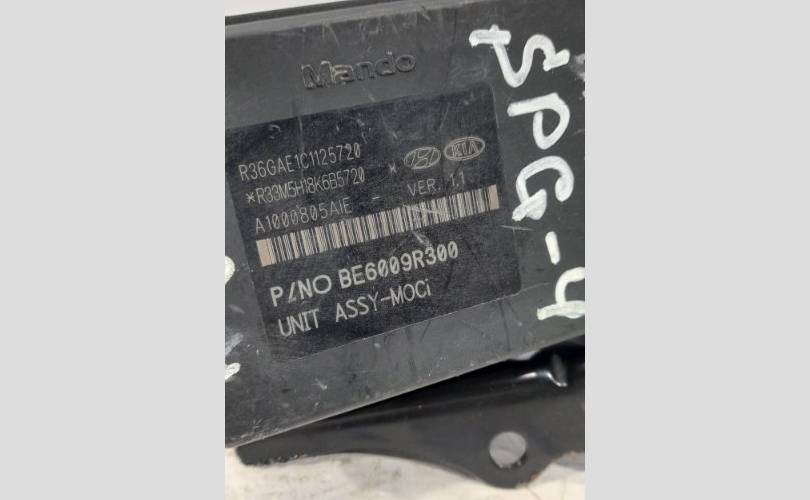 Mando
R36GAE1C1125720
*R33M5H18K6B5720 *
KIA
A1000805AIE - VER. 1.1
P/NO BE6009R300
UNIT ASSY-MOCi
SPG-4